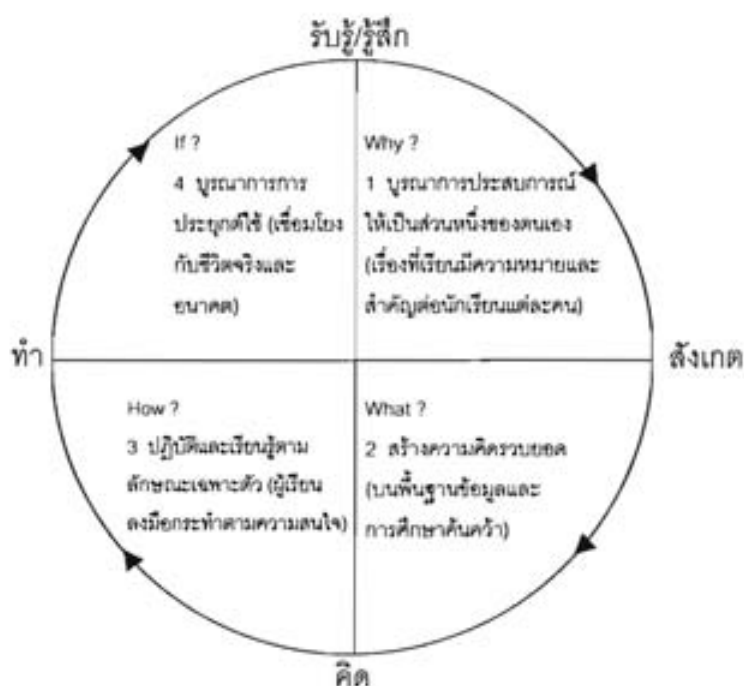 รับรู้/รู้สึก
If ?
4 บูรณาการการ
ประยุกต์ใช้ (เชื่อมโยง
กับชีวิตจริงและ
อนาคต)
Why ?
1 บูรณาการประสบการณ์
ให้เป็นส่วนหนึ่งของตนเอง
(เรื่องที่เรียนมีความหมายและ
สำคัญต่อนักเรียนแต่ละคน)
ทำ
สังเกต
How ?
3 ปฏิบัติและเรียนรู้ตาม
ลักษณะเฉพาะตัว (ผู้เรียน
ลงมือกระทำตามความสนใจ)
What ?
2 สร้างความคิดรวบยอด
(บนพื้นฐานข้อมูลและ
การศึกษาค้นคว้า)
คิด